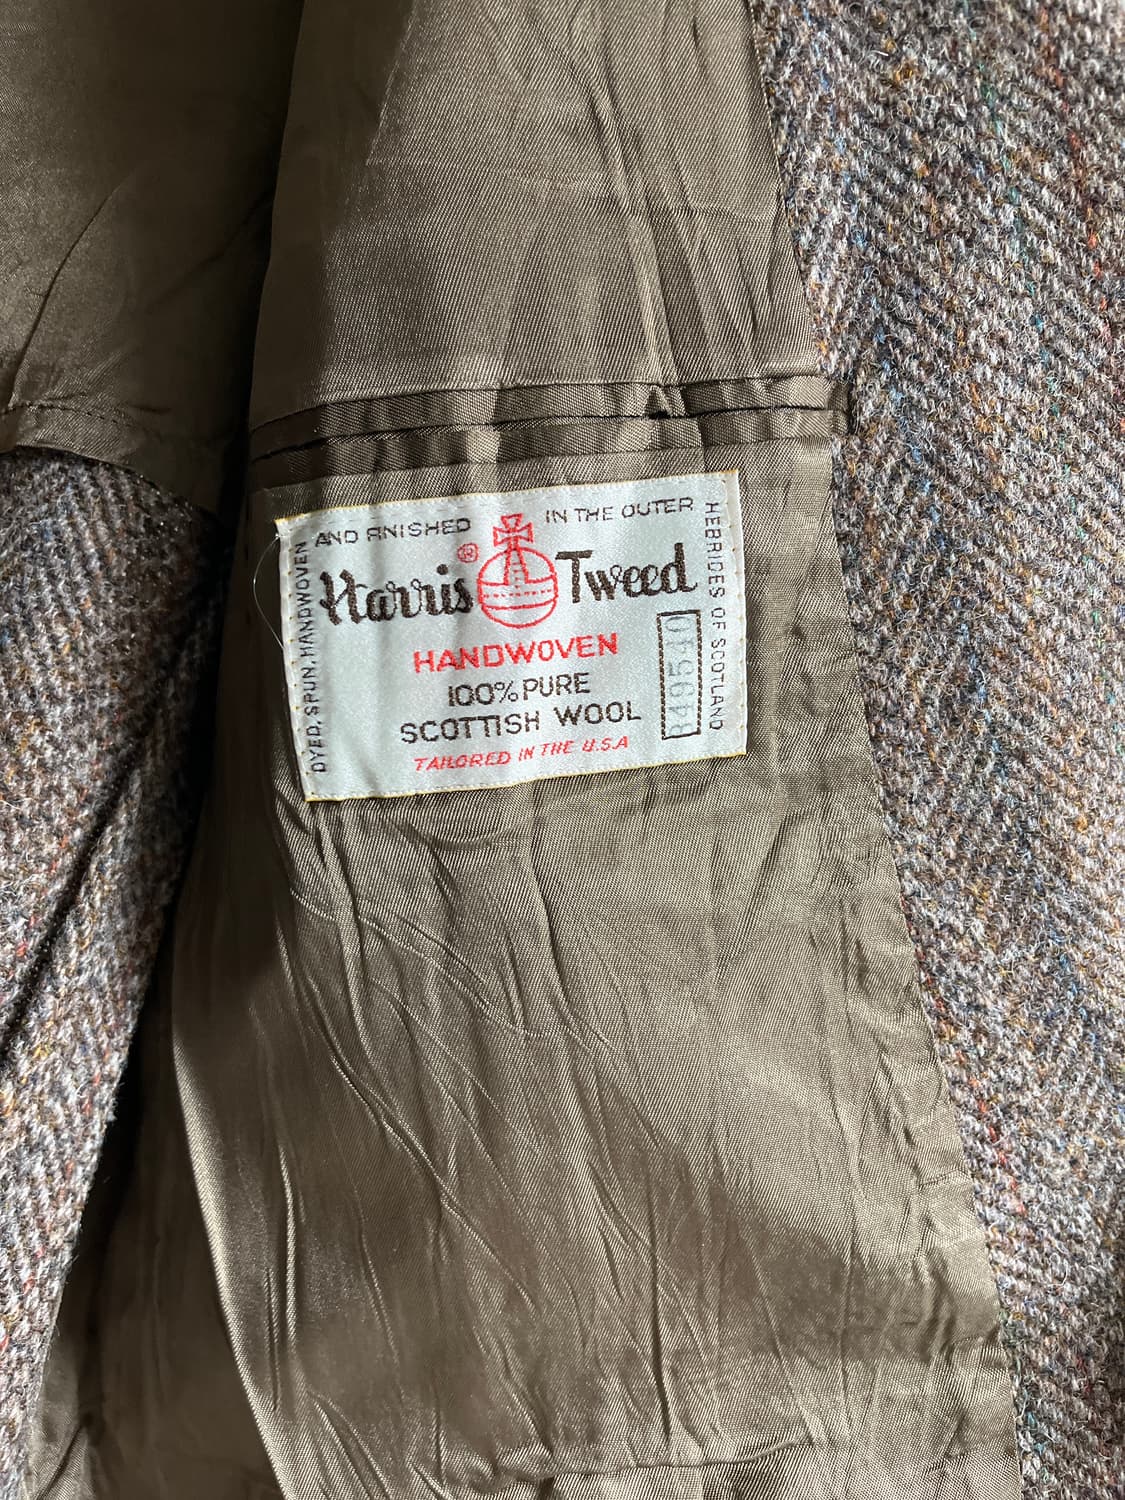 DYED, SPUN, HANDWOVEN
AND FINISHED
IN THE OUTER
HEBRIDES OF SCOTLAND
Harris® Tweed
HANDWOVEN
100% PURE
SCOTTISH WOOL
TAILORED IN THE U.S.A